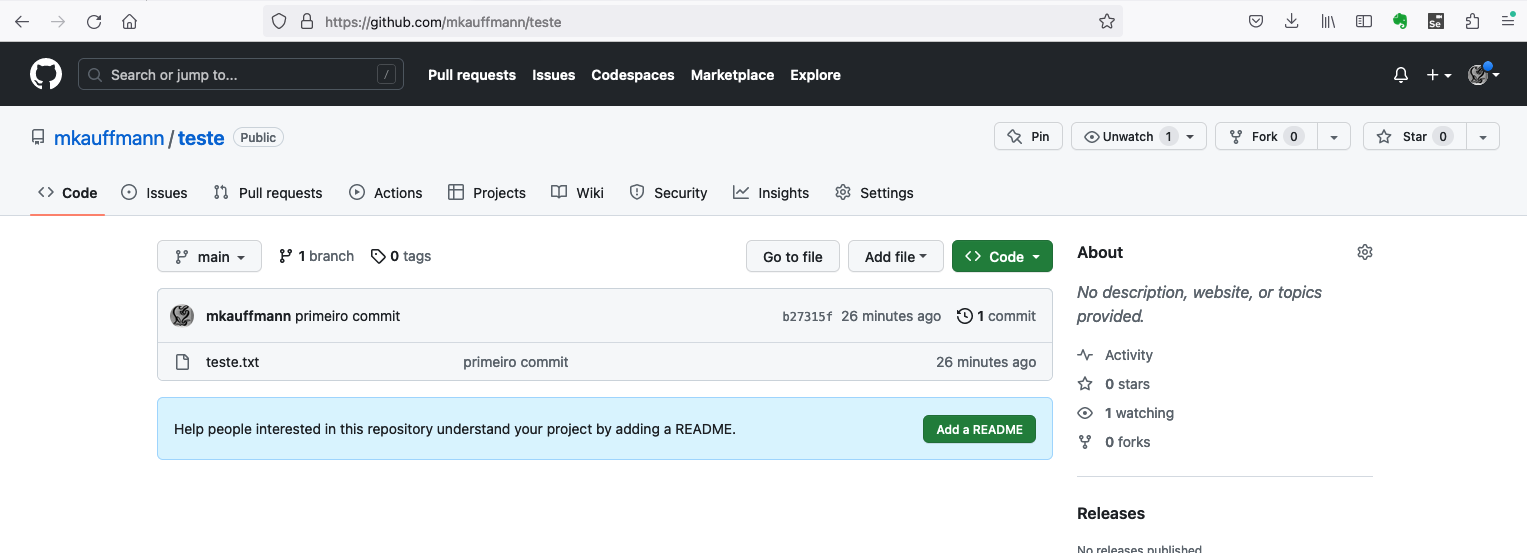 https://github.com/mkauffmann/teste
Se
Search or jump to... /
Pull requests Issues Codespaces Marketplace Explore
mkauffmann / teste Public
Pin Unwatch 1 Fork 0 Star 0
Code Issues Pull requests Actions Projects Wiki Security Insights Settings
main 1 branch 0 tags Go to file Add file Code
mkauffmann primeiro commit b27315f 26 minutes ago 1 commit
teste.txt primeiro commit 26 minutes ago
Help people interested in this repository understand your project by adding a README. Add a README
About
No description, website, or topics
provided.
Activity
0 stars
1 watching
0 forks
Releases
No releases published